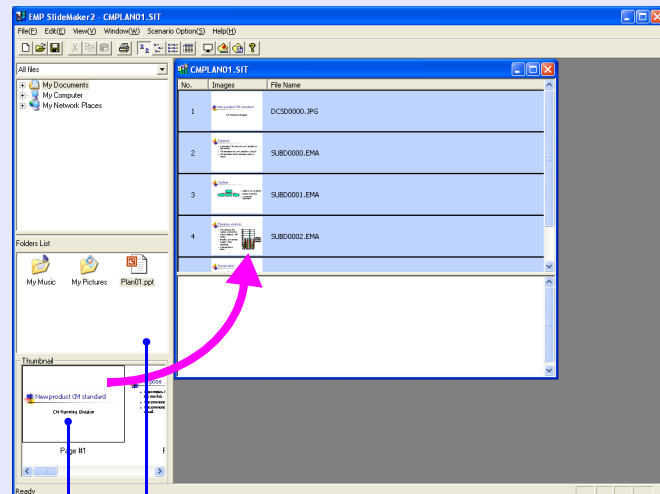 EMP SlideMaker2 - CMPLAN01.SIT
File(F) Edit(E) View(V) Window(W) Scenario Option(S) Help(H)
All files
My Documents
My Computer
My Network Places
CMPLAN01.SIT
No. Images File Name
1 New product CM standard DCSD0000.JPG
2 SUBD0000.EMA
3 SUBD0001.EMA
4 SUBD0002.EMA
Folders List
My Music My Pictures Plan01.ppt
Thumbnail
New product CM standard
CM Planning Division
Page #1
Ready